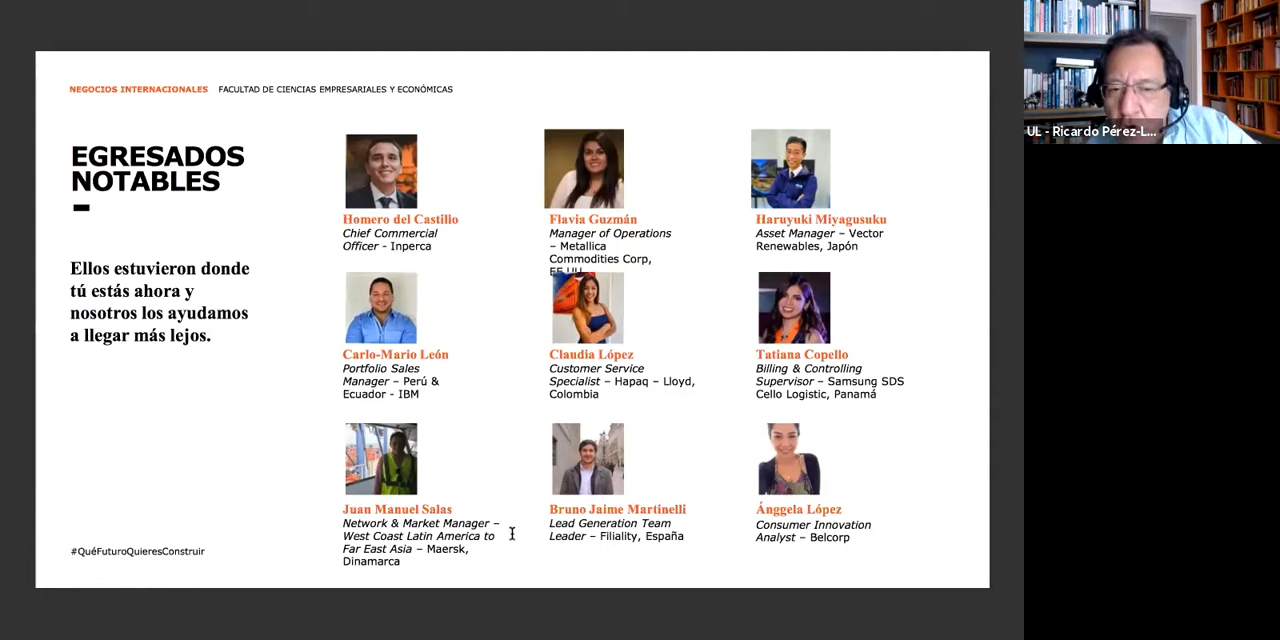 NEGOCIOS INTERNACIONALES FACULTAD DE CIENCIAS EMPRESARIALES Y ECONÓMICAS
EGRESADOS
NOTABLES
Ellos estuvieron donde
tú estás ahora y
nosotros los ayudamos
a llegar más lejos.
#QuéFuturoQuieresConstruir
Homero del Castillo
Chief Commercial
Officer - Inperca
Flavia Guzmán
Manager of Operations
– Metallica
Commodities Corp,
EE.UU.
Haruyuki Miyagusuku
Asset Manager – Vector
Renewables, Japón
Carlo-Mario León
Portfolio Sales
Manager – Perú &
Ecuador - IBM
Claudia López
Customer Service
Specialist – Hapaq – Lloyd,
Colombia
Tatiana Copello
Billing & Controlling
Supervisor – Samsung SDS
Cello Logistic, Panamá
Juan Manuel Salas
Network & Market Manager –
West Coast Latin America to
Far East Asia – Maersk,
Dinamarca
Bruno Jaime Martinelli
Lead Generation Team
Leader – Filiality, España
Ánggela López
Consumer Innovation
Analyst – Belcorp
UL - Ricardo Pérez-L...